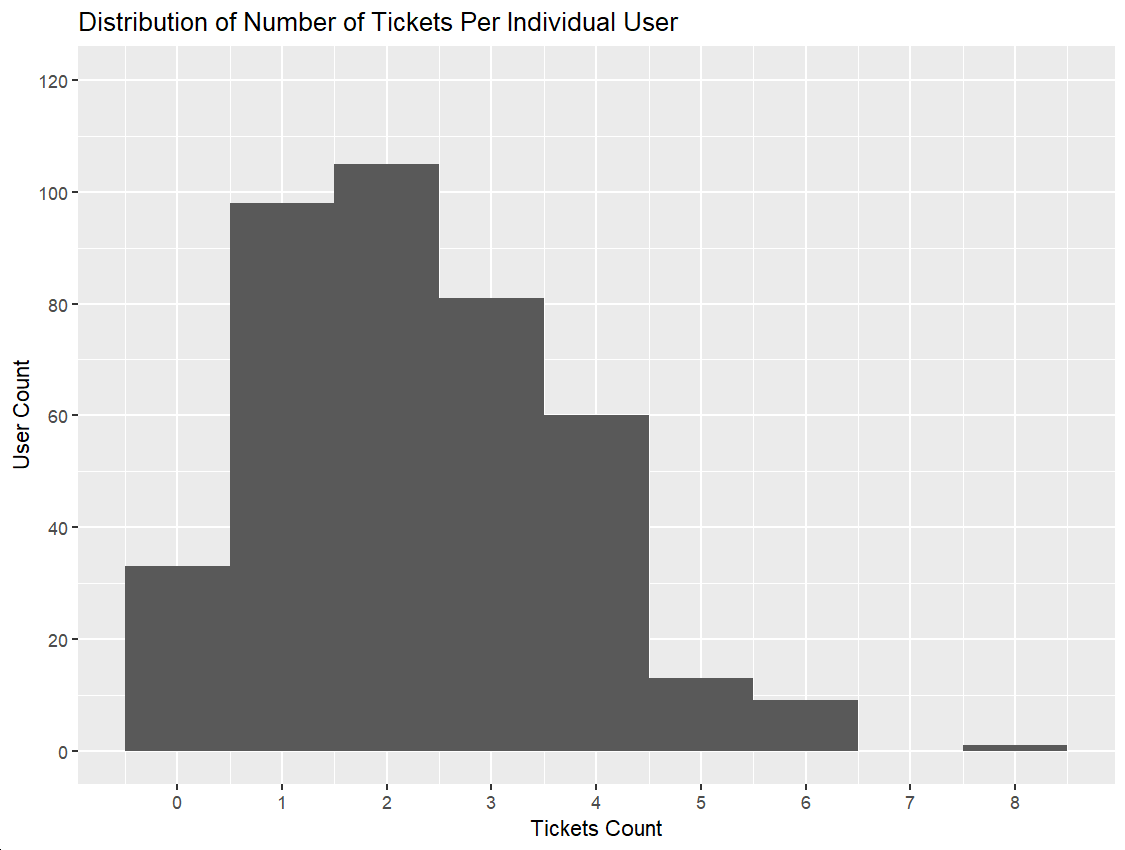 Distribution of Number of Tickets Per Individual User
120
100
80
60
40
20
0
User Count
0 1 2 3 4 5 6 7 8
Tickets Count